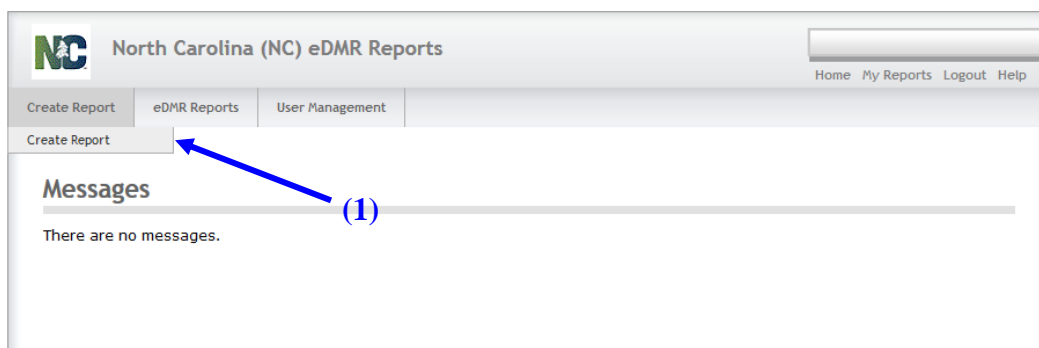 NC
North Carolina (NC) eDMR Reports
Home My Reports Logout Help
Create Report eDMR Reports User Management
Create Report
Messages
(1)
There are no messages.